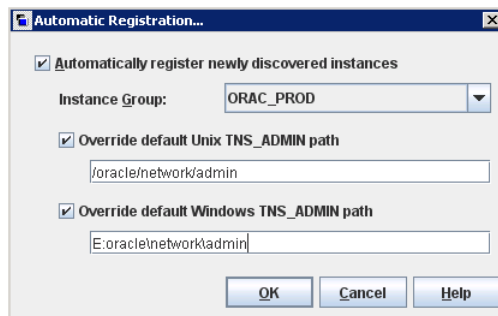 Automatic Registration...
Automatically register newly discovered instances
Instance Group: ORAC_PROD
Override default Unix TNS_ADMIN path
/oracle/network/admin
Override default Windows TNS_ADMIN path
E:oracle\network\admin
OK Cancel Help